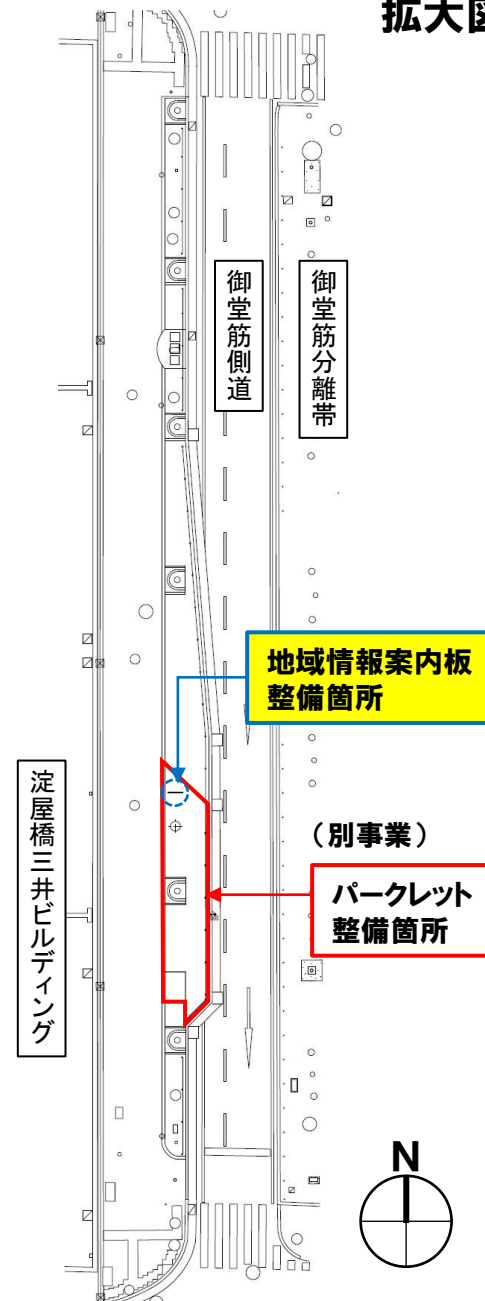 拡大図
御堂筋側道
御堂筋分離帯
地域情報案内板
整備箇所
淀屋橋三井ビルディング
（別事業）
パークレット
整備箇所
N